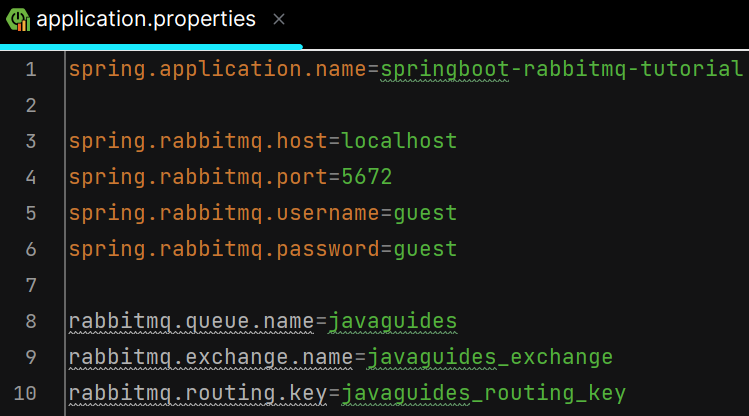 application.properties
1 spring.application.name=springboot-rabbitmq-tutorial
2
3 spring.rabbitmq.host=localhost
4 spring.rabbitmq.port=5672
5 spring.rabbitmq.username=guest
6 spring.rabbitmq.password=guest
7
8 rabbitmq.queue.name=javaguides
9 rabbitmq.exchange.name=javaguides_exchange
10 rabbitmq.routing.key=javaguides_routing_key